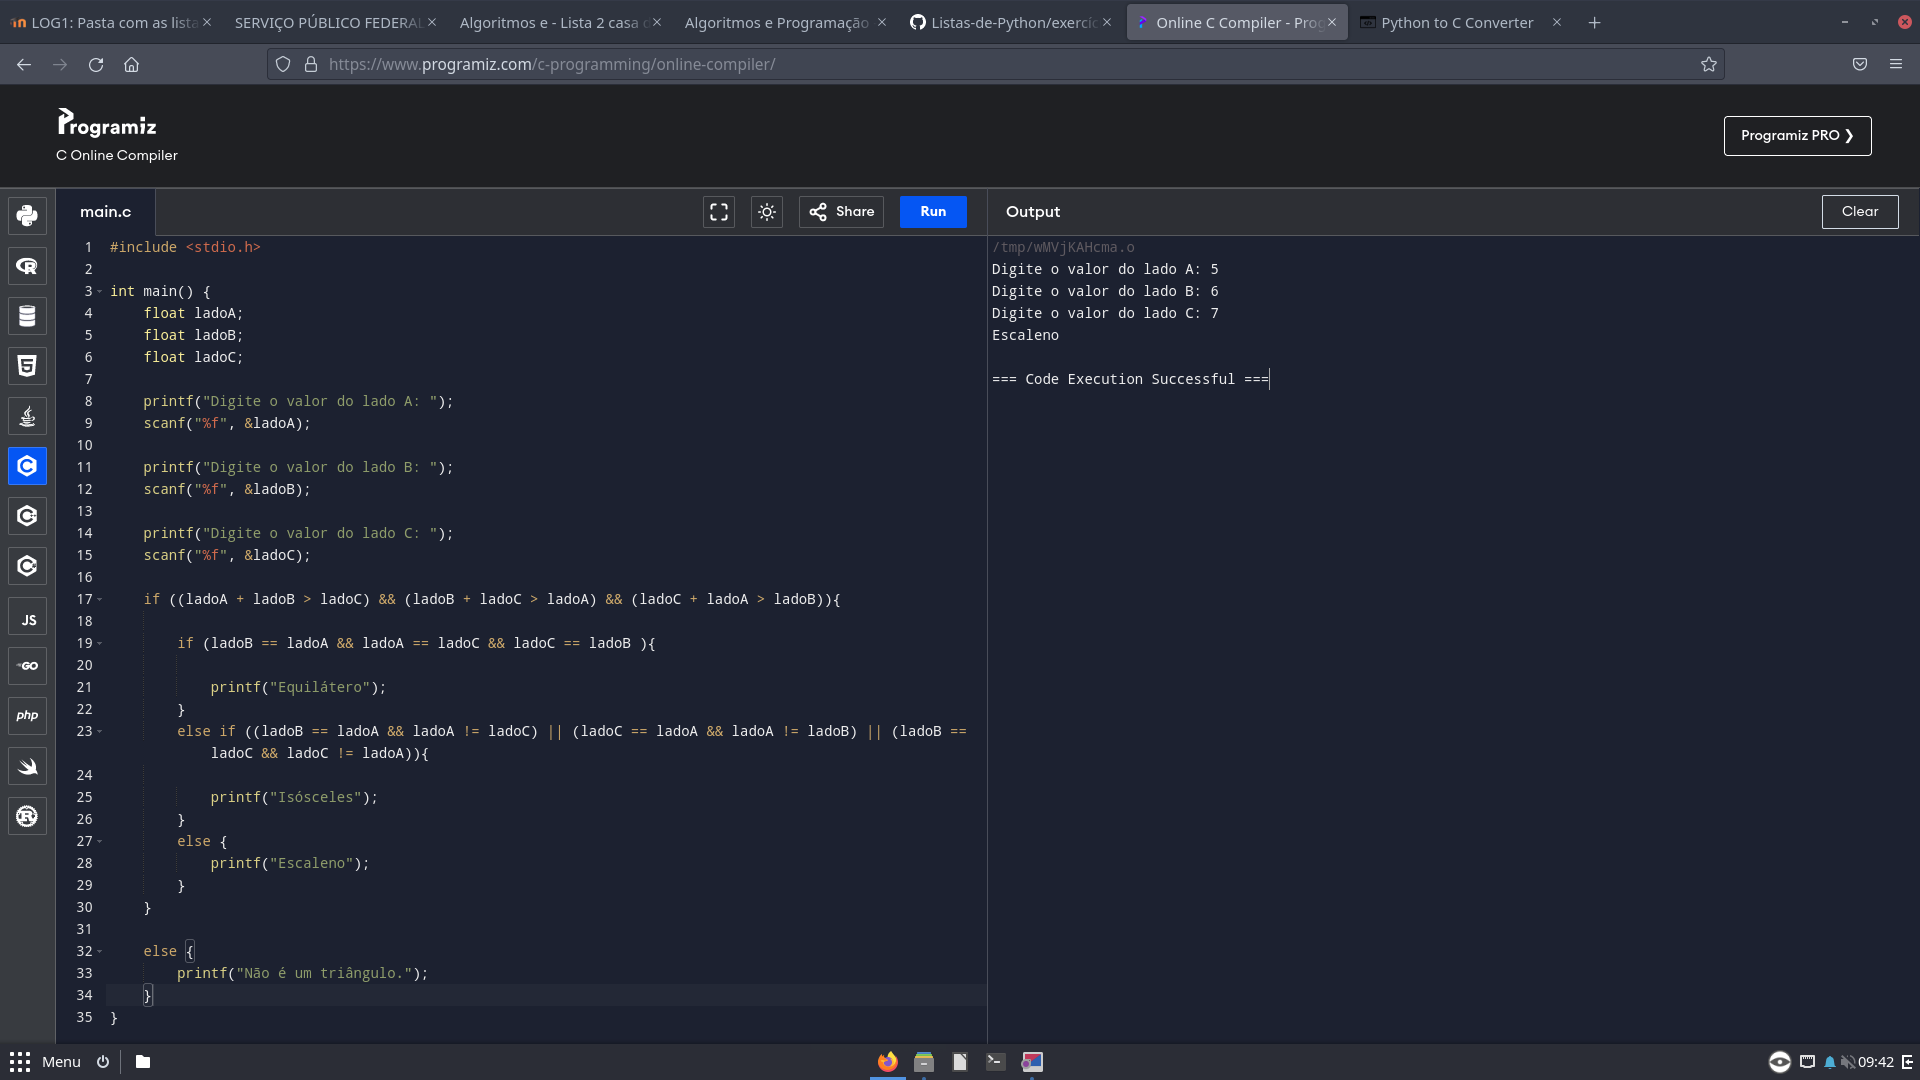 LOG1: Pasta com as lista
SERVIÇO PÚBLICO FEDERAL
Algoritmos e - Lista 2 casa d
Algoritmos e Programação
Listas-de-Python/exercíc
Online C Compiler - Prog
Python to C Converter
https://www.programiz.com/c-programming/online-compiler/
Programiz
C Online Compiler
Programiz PRO ❯
main.c
Share
Run
Output
Clear
1 #include <stdio.h>
2
3 int main() {
4     float ladoA;
5     float ladoB;
6     float ladoC;
7
8     printf("Digite o valor do lado A: ");
9     scanf("%f", &ladoA);
10
11     printf("Digite o valor do lado B: ");
12     scanf("%f", &ladoB);
13
14     printf("Digite o valor do lado C: ");
15     scanf("%f", &ladoC);
16
17     if ((ladoA + ladoB > ladoC) && (ladoB + ladoC > ladoA) && (ladoC + ladoA > ladoB)){
18
19         if (ladoB == ladoA && ladoA == ladoC && ladoC == ladoB ){
20
21             printf("Equilátero");
22         }
23         else if ((ladoB == ladoA && ladoA != ladoC) || (ladoC == ladoA && ladoA != ladoB) || (ladoB ==
ladoC && ladoC != ladoA)){
24
25             printf("Isósceles");
26         }
27         else {
28             printf("Escaleno");
29         }
30     }
31
32     else {
33         printf("Não é um triângulo.");
34     }
35 }
/tmp/wMVjKAHcma.o
Digite o valor do lado A: 5
Digite o valor do lado B: 6
Digite o valor do lado C: 7
Escaleno
=== Code Execution Successful ===
JS
GO
php
Menu
09:42